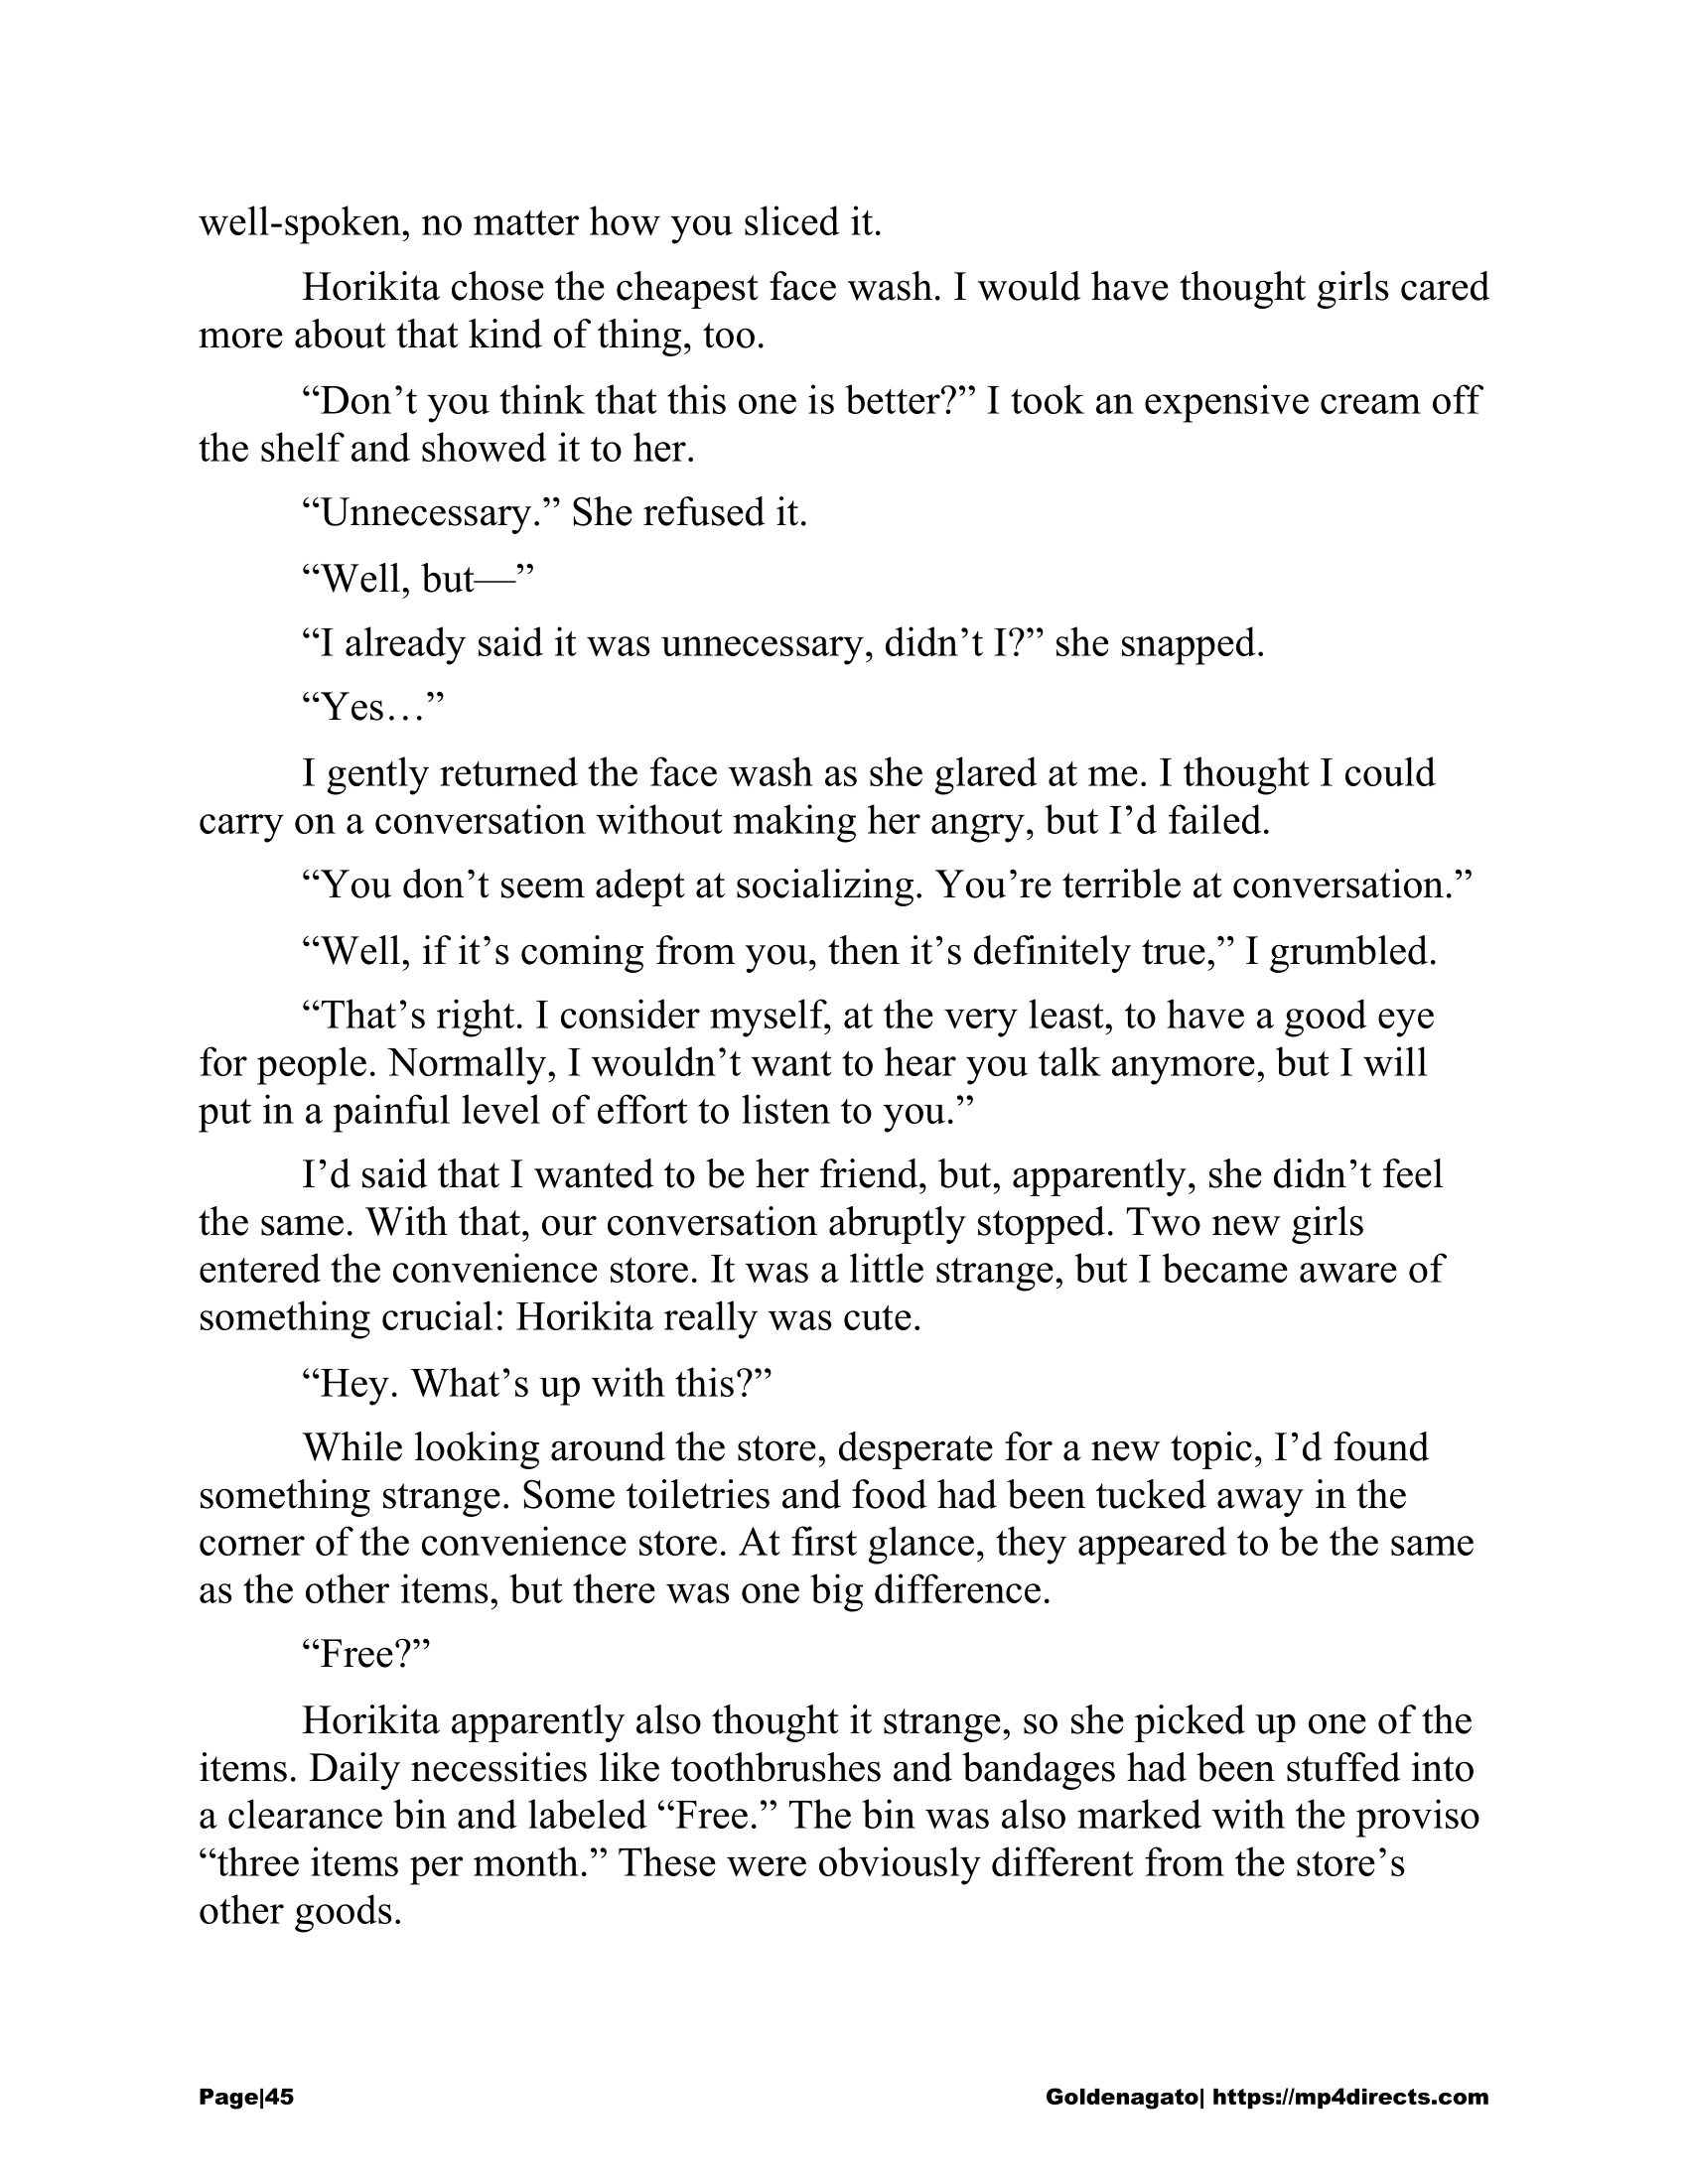 well-spoken, no matter how you sliced it.
Horikita chose the cheapest face wash. I would have thought girls cared
more about that kind of thing, too.
“Don’t you think that this one is better?” I took an expensive cream off
the shelf and showed it to her.
“Unnecessary.” She refused it.
“Well, but—”
“I already said it was unnecessary, didn’t I?” she snapped.
“Yes…”
I gently returned the face wash as she glared at me. I thought I could
carry on a conversation without making her angry, but I’d failed.
“You don’t seem adept at socializing. You’re terrible at conversation.”
“Well, if it’s coming from you, then it’s definitely true,” I grumbled.
“That’s right. I consider myself, at the very least, to have a good eye
for people. Normally, I wouldn’t want to hear you talk anymore, but I will
put in a painful level of effort to listen to you.”
I’d said that I wanted to be her friend, but, apparently, she didn’t feel
the same. With that, our conversation abruptly stopped. Two new girls
entered the convenience store. It was a little strange, but I became aware of
something crucial: Horikita really was cute.
“Hey. What’s up with this?”
While looking around the store, desperate for a new topic, I’d found
something strange. Some toiletries and food had been tucked away in the
corner of the convenience store. At first glance, they appeared to be the same
as the other items, but there was one big difference.
“Free?”
Horikita apparently also thought it strange, so she picked up one of the
items. Daily necessities like toothbrushes and bandages had been stuffed into
a clearance bin and labeled “Free.” The bin was also marked with the proviso
“three items per month.” These were obviously different from the store’s
other goods.
Page|45 Goldenagato| https://mp4directs.com